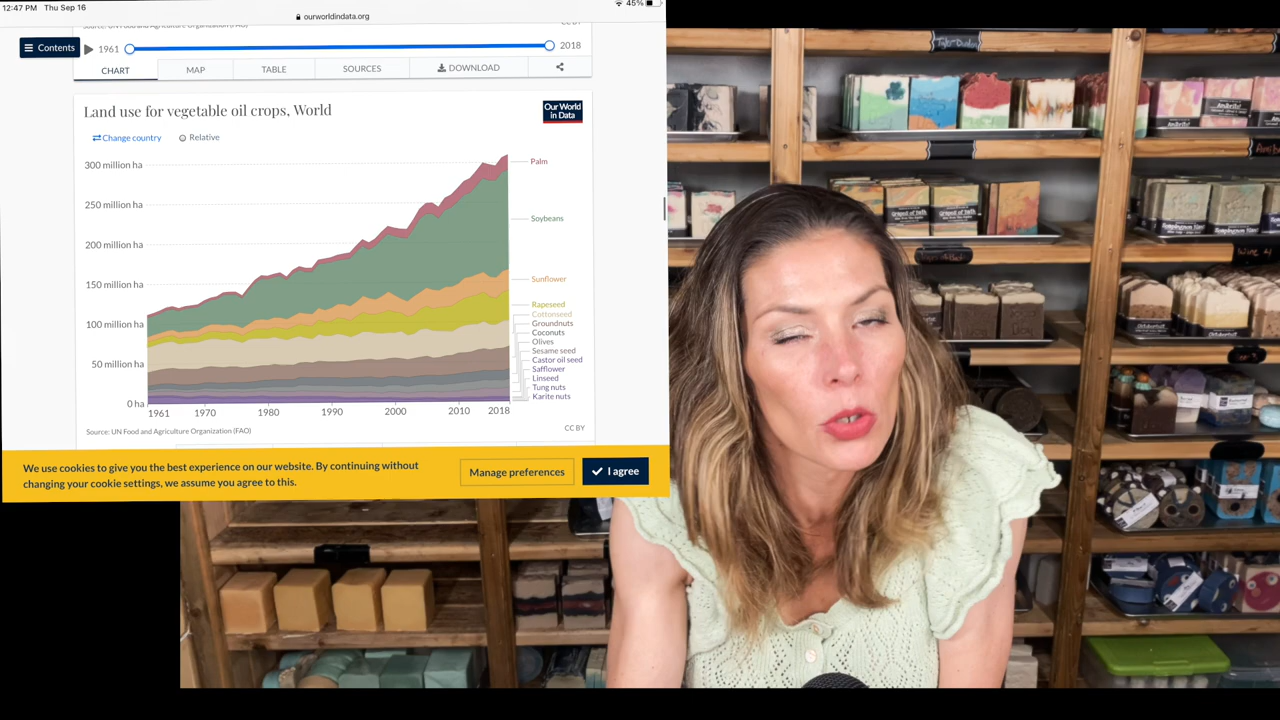 12:47 PM Thu Sep 16
ourworldindata.org
45%
Contents
1961
2018
CHART
MAP
TABLE
SOURCES
DOWNLOAD
Land use for vegetable oil crops, World
Our World
in Data
Change country
Relative
300 million ha
250 million ha
200 million ha
150 million ha
100 million ha
50 million ha
0 ha
1961
1970
1980
1990
2000
2010
2018
Palm
Soybeans
Sunflower
Rapeseed
Cottonseed
Groundnuts
Coconuts
Olives
Sesame seed
Castor oil seed
Safflower
Linseed
Tung nuts
Karite nuts
Source: UN Food and Agriculture Organization (FAO)
CC BY
We use cookies to give you the best experience on our website. By continuing without
changing your cookie settings, we assume you agree to this.
Manage preferences
I agree
Tyler Durden